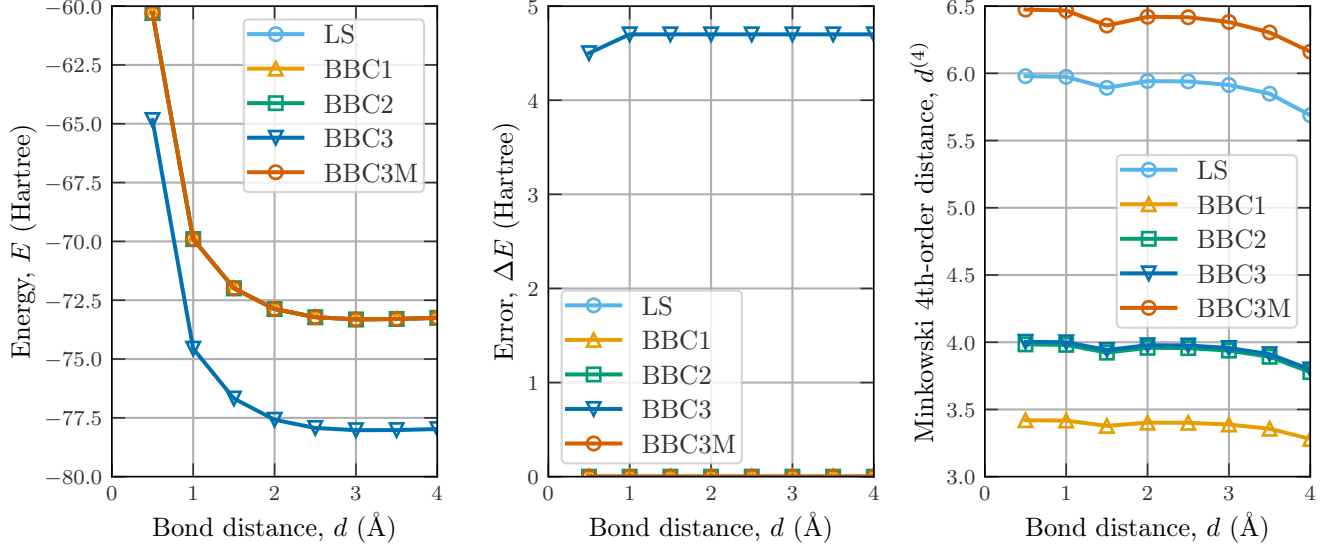 −60.0
−62.5
−65.0
−67.5
−70.0
−72.5
−75.0
−77.5
−80.0
0
1
2
3
4
Energy, E (Hartree)
Bond distance, d (Å)
LS
BBC1
BBC2
BBC3
BBC3M
5
4
3
2
1
0
0
1
2
3
4
Error, ΔE (Hartree)
Bond distance, d (Å)
LS
BBC1
BBC2
BBC3
BBC3M
6.5
6.0
5.5
5.0
4.5
4.0
3.5
3.0
0
1
2
3
4
Minkowski 4th-order distance, d⁽⁴⁾
Bond distance, d (Å)
LS
BBC1
BBC2
BBC3
BBC3M